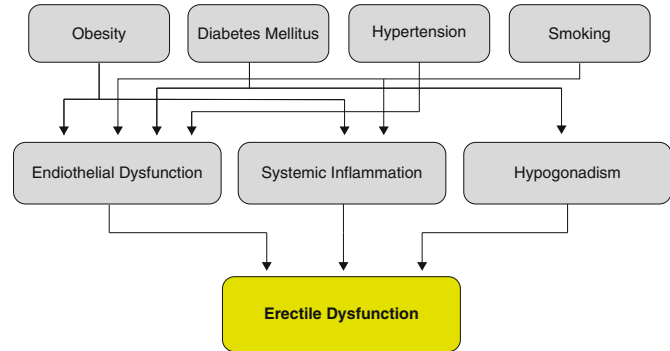 Obesity
Diabetes Mellitus
Hypertension
Smoking
Endiothelial Dysfunction
Systemic Inflammation
Hypogonadism
Erectile Dysfunction